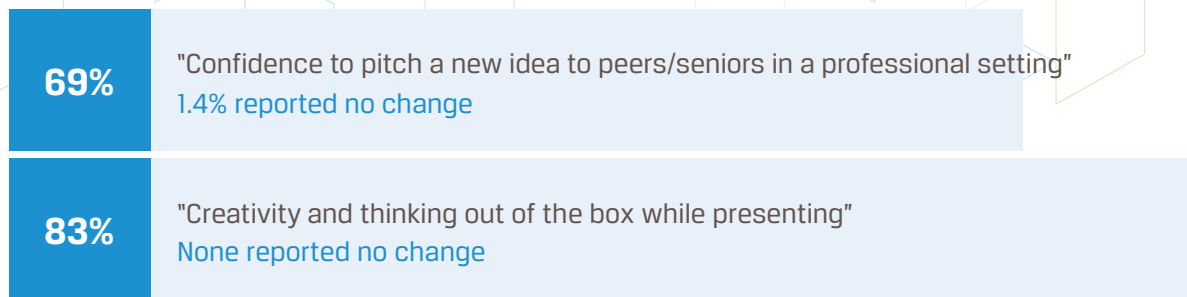 69%
"Confidence to pitch a new idea to peers/seniors in a professional setting"
1.4% reported no change
83%
"Creativity and thinking out of the box while presenting"
None reported no change